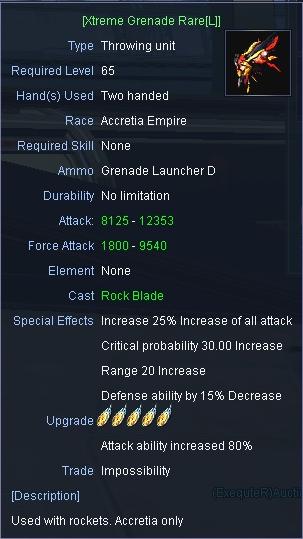 [Xtreme Grenade Rare[L]]
Type Throwing unit
Required Level 65
Hand(s) Used Two handed
Race Accretia Empire
Required Skill None
Ammo Grenade Launcher D
Durability No limitation
Attack: 8125 - 12353
Force Attack 1800 - 9540
Element None
Cast Rock Blade
Special Effects Increase 25% Increase of all attack
Critical probability 30.00 Increase
Range 20 Increase
Defense ability by 15% Decrease
Upgrade
Attack ability increased 80%
Trade Impossibility
[Description]
(ExequteR)Aucti
Used with rockets. Accretia only